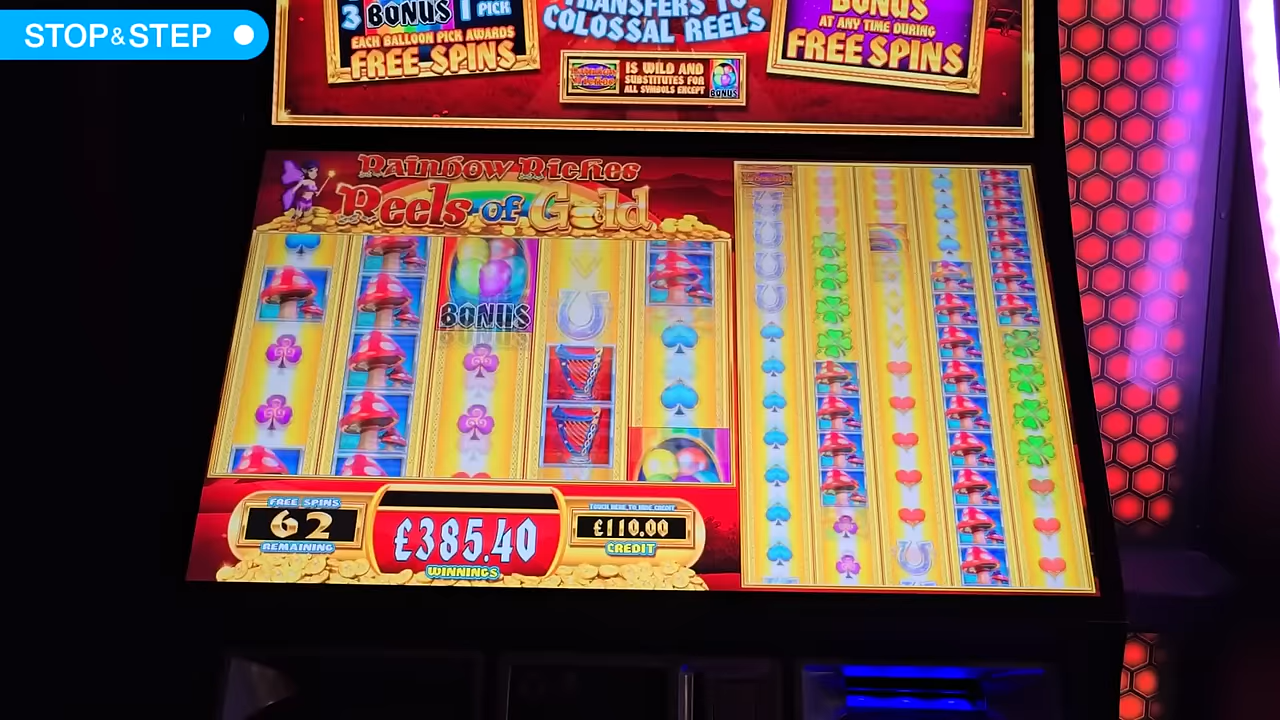 STOP&STEP
3 BONUS 1 PICK
EACH BALLOON PICK AWARDS
FREE SPINS
TRANSFERS TO
COLOSSAL REELS
IS WILD AND
SUBSTITUTES FOR
ALL SYMBOLS EXCEPT
BONUS
BONUS
AT ANY TIME DURING
FREE SPINS
Rainbow Riches
Reels of Gold
BONUS
FREE SPINS
62
REMAINING
£385.40
WINNINGS
TOUCH HERE TO HIDE CREDIT
£110.00
CREDIT